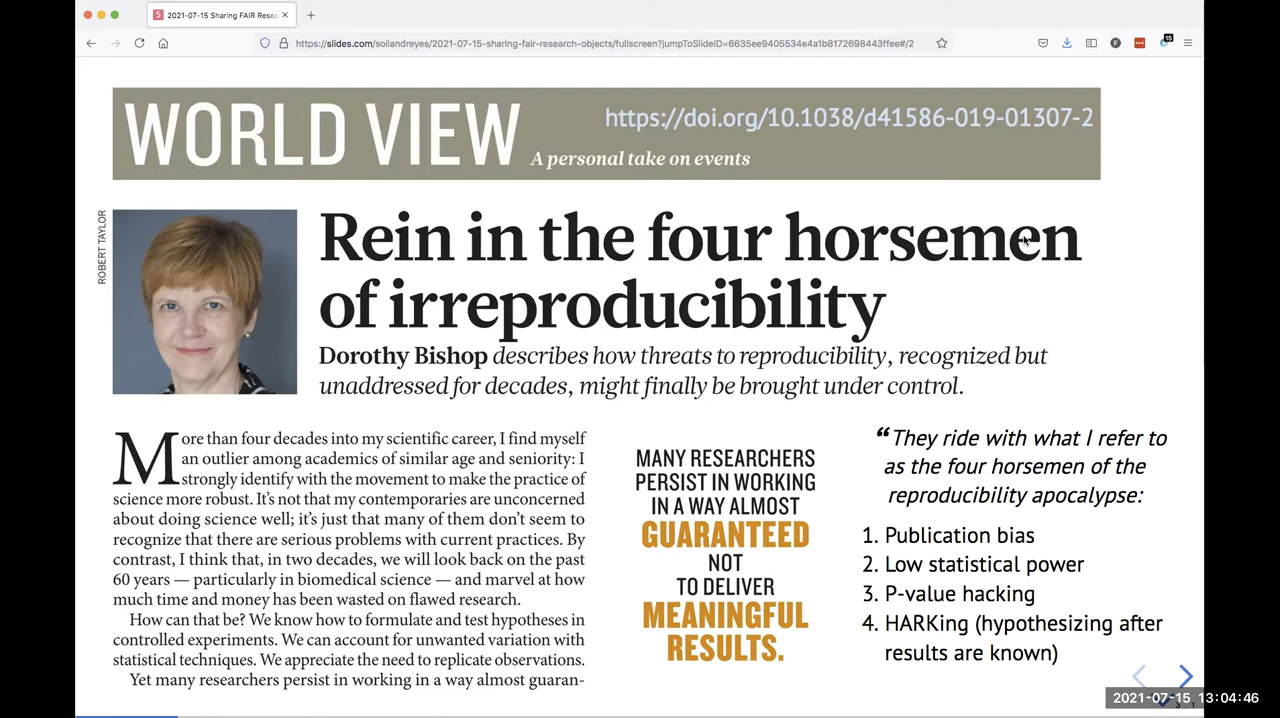 2021-07-15 Sharing FAIR Resea
https://slides.com/soilandreyes/2021-07-15-sharing-fair-research-objects/fullscreen?jumpToSlideID=6635ee9405534e4a1b8172698443ffee#/2
15
WORLD VIEW
https://doi.org/10.1038/d41586-019-01307-2
A personal take on events
ROBERT TAYLOR
Rein in the four horsemen
of irreproducibility
Dorothy Bishop describes how threats to reproducibility, recognized but
unaddressed for decades, might finally be brought under control.
More than four decades into my scientific career, I find myself
an outlier among academics of similar age and seniority: I
strongly identify with the movement to make the practice of
science more robust. It's not that my contemporaries are unconcerned
about doing science well; it's just that many of them don't seem to
recognize that there are serious problems with current practices. By
contrast, I think that, in two decades, we will look back on the past
60 years — particularly in biomedical science — and marvel at how
much time and money has been wasted on flawed research.
How can that be? We know how to formulate and test hypotheses in
controlled experiments. We can account for unwanted variation with
statistical techniques. We appreciate the need to replicate observations.
Yet many researchers persist in working in a way almost guaran-
MANY RESEARCHERS
PERSIST IN WORKING
IN A WAY ALMOST
GUARANTEED
NOT
TO DELIVER
MEANINGFUL
RESULTS.
“They ride with what I refer to
as the four horsemen of the
reproducibility apocalypse:
1. Publication bias
2. Low statistical power
3. P-value hacking
4. HARKing (hypothesizing after
results are known)
2021-07-15 13:04:46